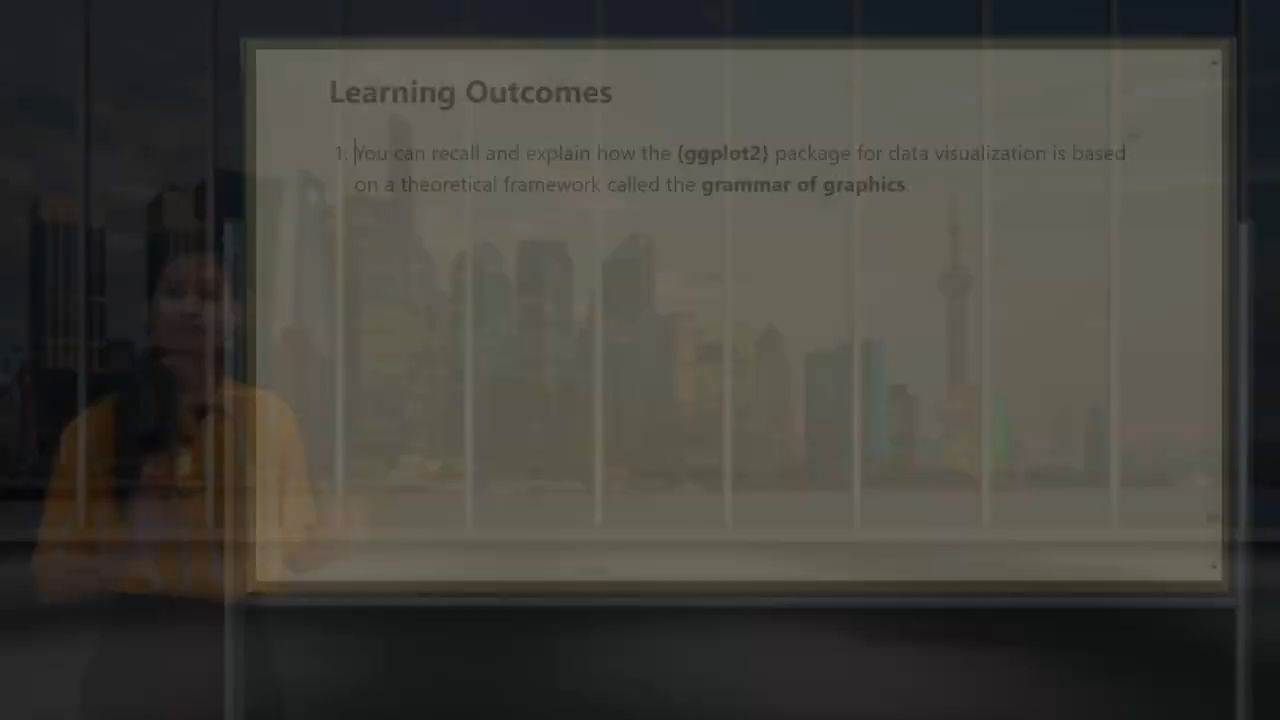 Learning Outcomes
1. You can recall and explain how the {ggplot2} package for data visualization is based
on a theoretical framework called the grammar of graphics.